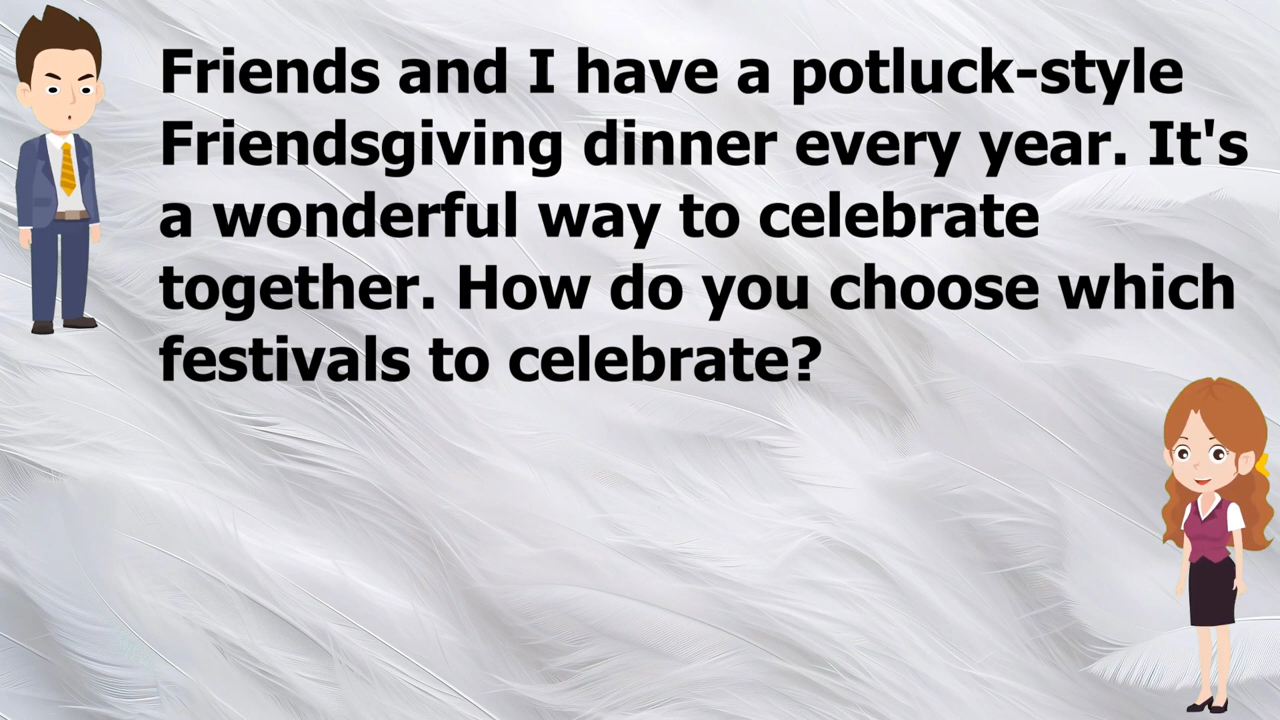 Friends and I have a potluck-style
Friendsgiving dinner every year. It's
a wonderful way to celebrate
together. How do you choose which
festivals to celebrate?